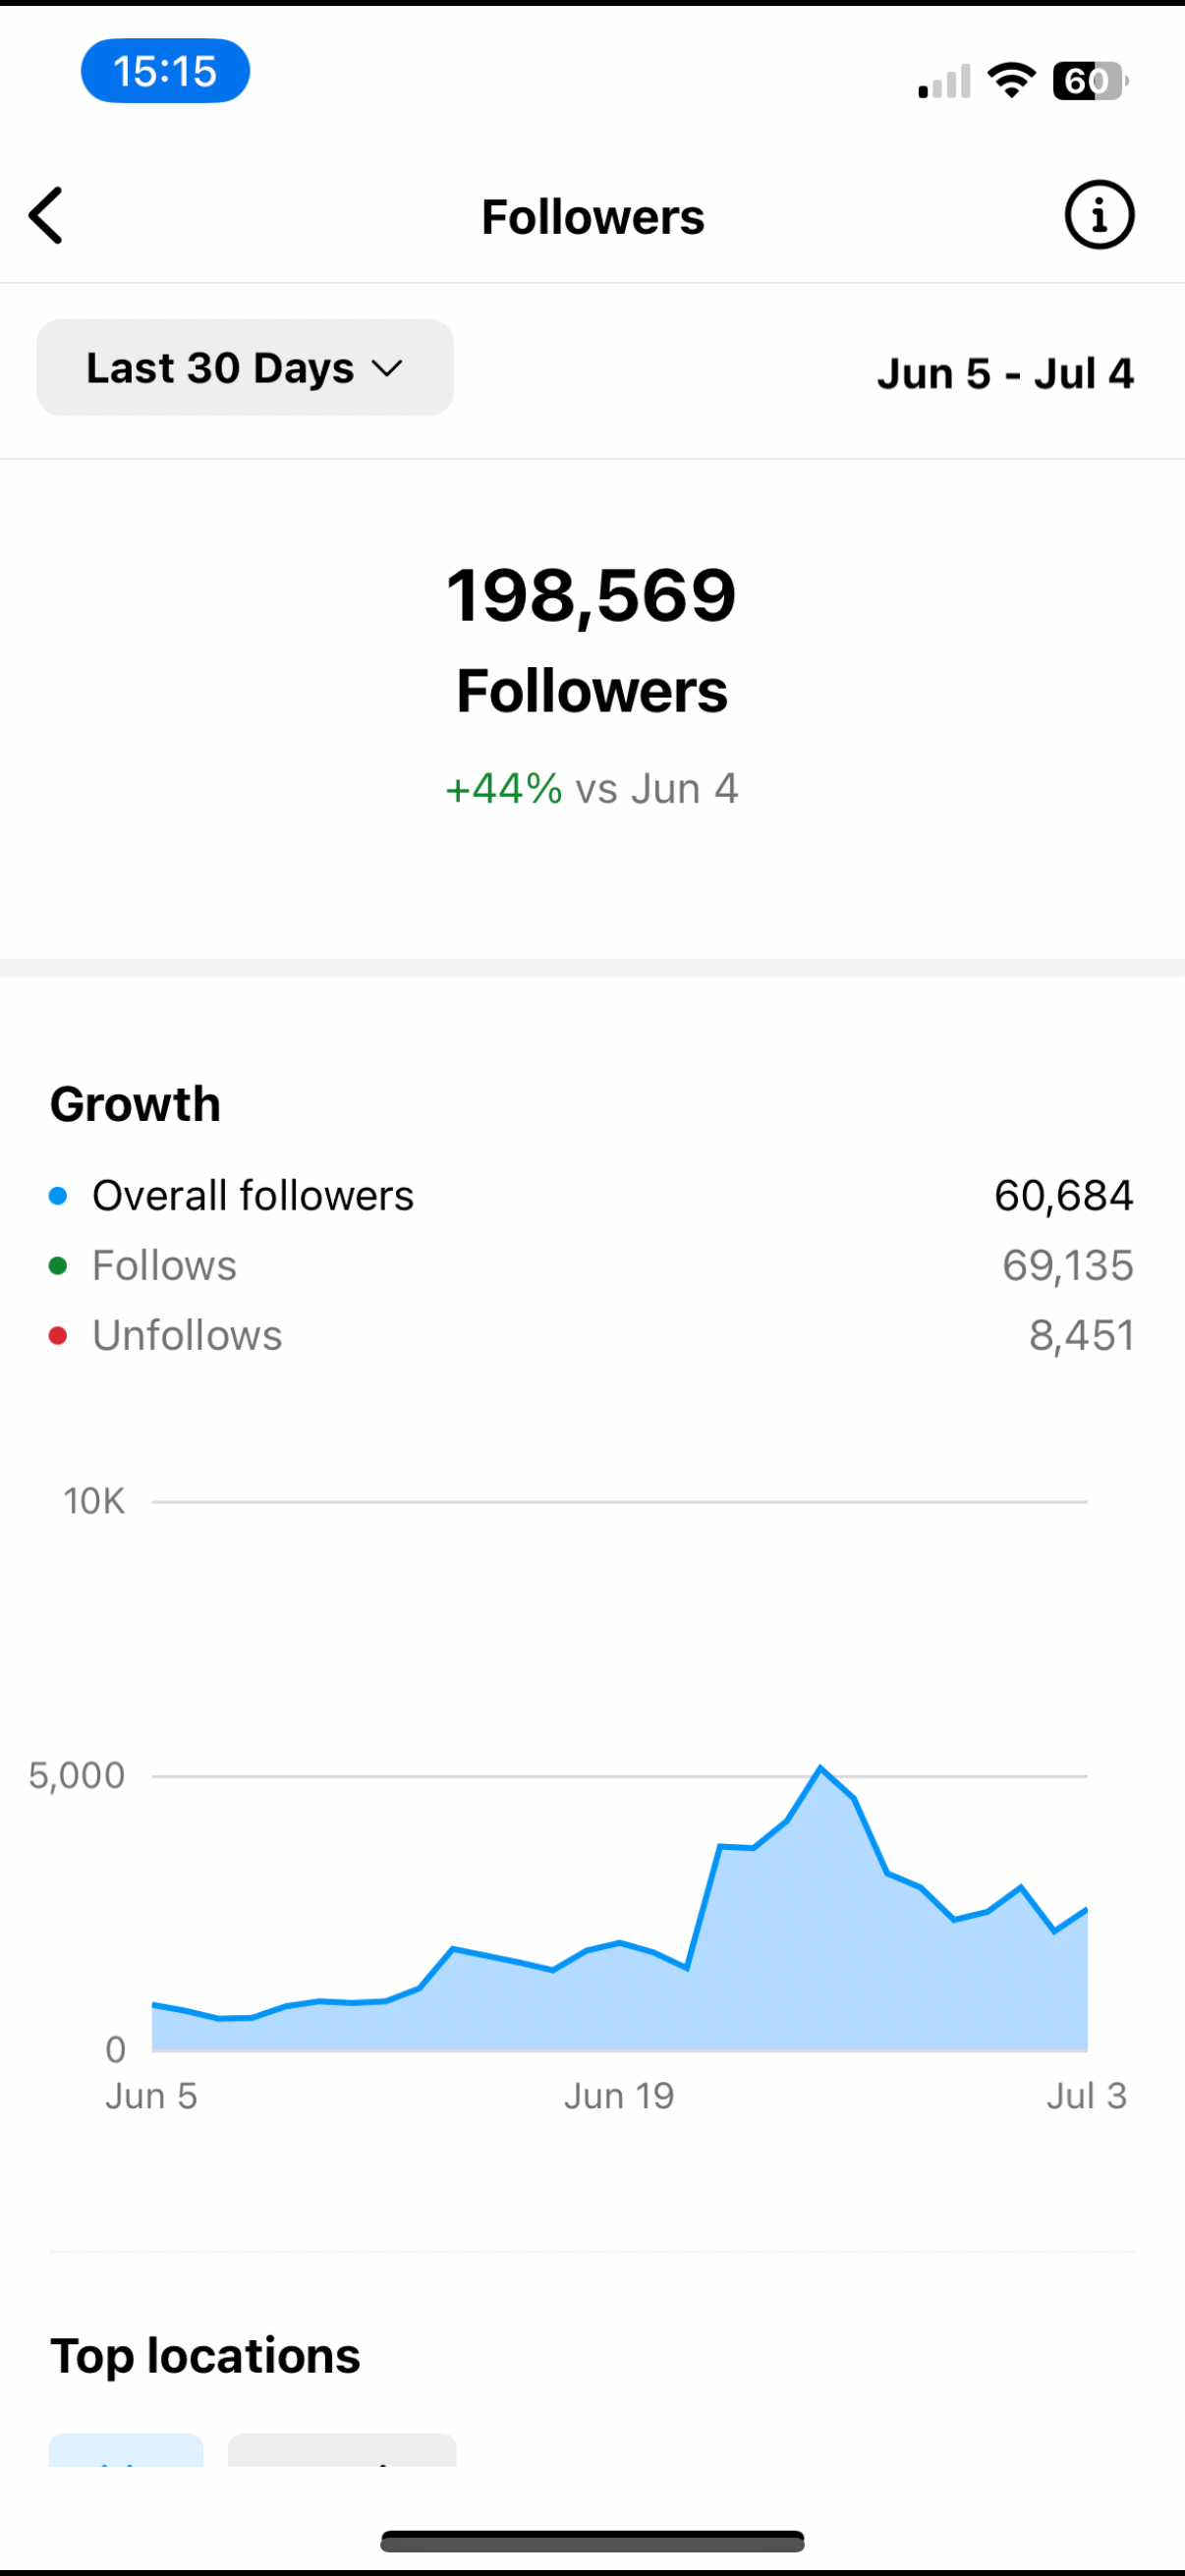 15:15
60
Followers
Last 30 Days
Jun 5 - Jul 4
198,569
Followers
+44% vs Jun 4
Growth
Overall followers 60,684
Follows 69,135
Unfollows 8,451
10K
5,000
0
Jun 5 Jun 19 Jul 3
Top locations